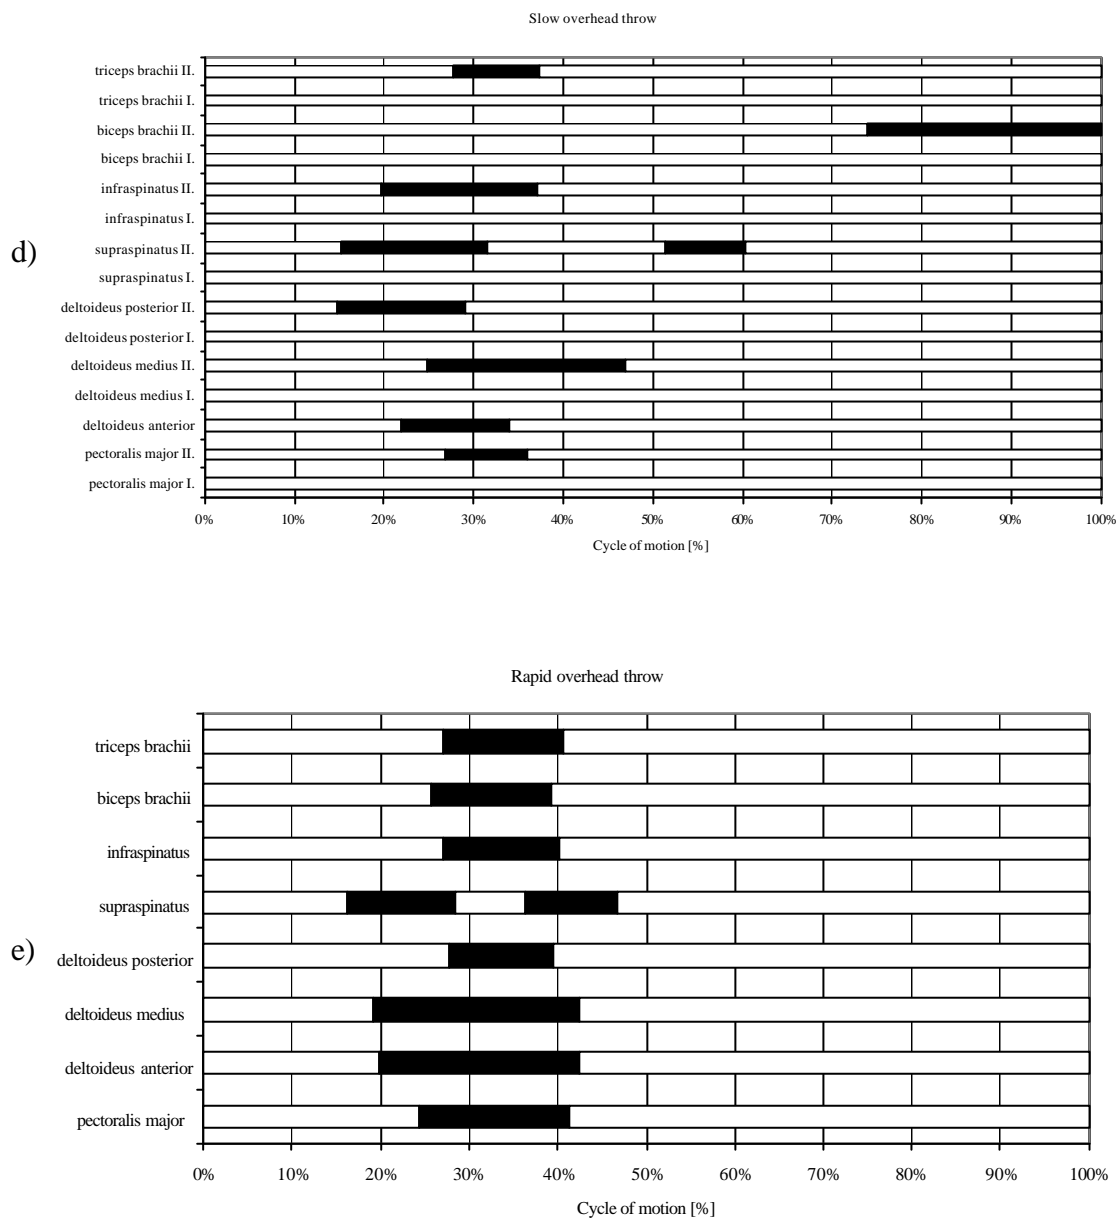 Slow overhead throw
triceps brachii II.
triceps brachii I.
biceps brachii II.
biceps brachii I.
infraspinatus II.
infraspinatus I.
d)
supraspinatus II.
supraspinatus I.
deltoideus posterior II.
deltoideus posterior I.
deltoideus medius II.
deltoideus medius I.
deltoideus anterior
pectoralis major II.
pectoralis major I.
0% 10% 20% 30% 40% 50% 60% 70% 80% 90% 100%
Cycle of motion [%]
Rapid overhead throw
triceps brachii
biceps brachii
infraspinatus
supraspinatus
e)
deltoideus posterior
deltoideus medius
deltoideus anterior
pectoralis major
0% 10% 20% 30% 40% 50% 60% 70% 80% 90% 100%
Cycle of motion [%]